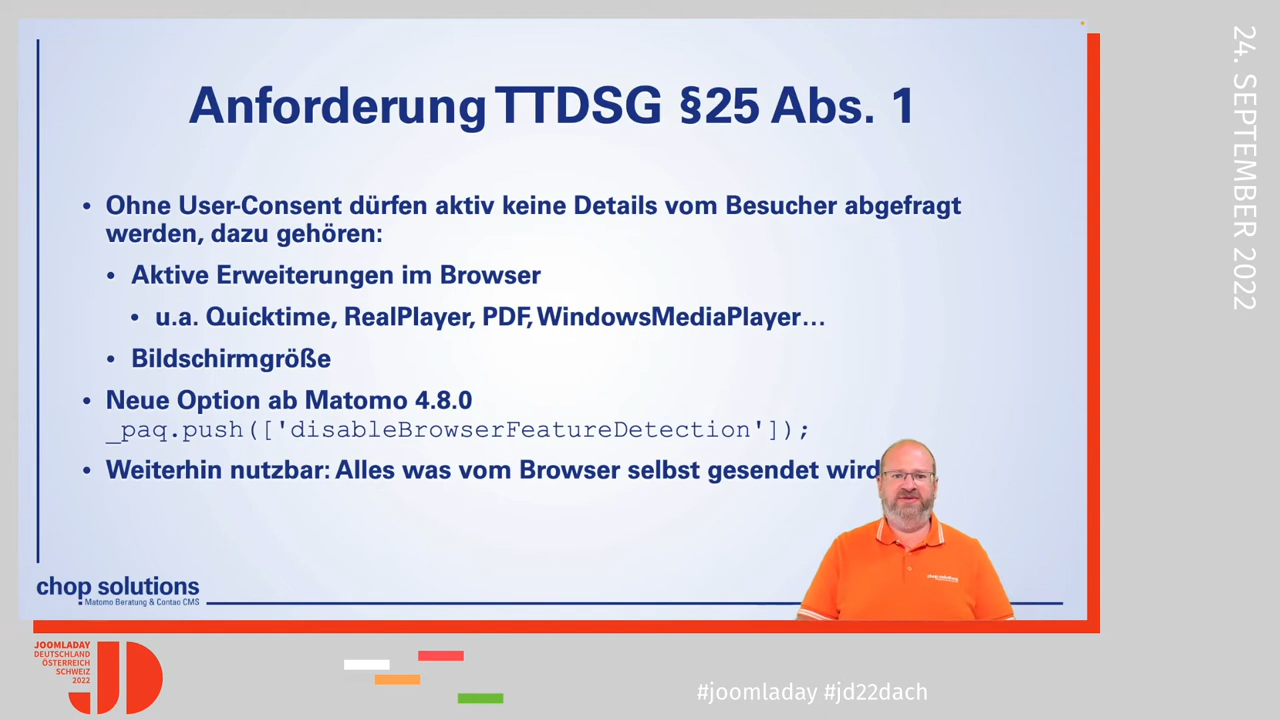 Anforderung TTDSG §25 Abs. 1
• Ohne User-Consent dürfen aktiv keine Details vom Besucher abgefragt
werden, dazu gehören:
• Aktive Erweiterungen im Browser
• u.a. Quicktime, RealPlayer, PDF, WindowsMediaPlayer…
• Bildschirmgröße
• Neue Option ab Matomo 4.8.0
_paq.push(['disableBrowserFeatureDetection']);
• Weiterhin nutzbar: Alles was vom Browser selbst gesendet wird
chop solutions
Matomo Beratung & Contao CMS
chop solutions
24. SEPTEMBER 2022
JOOMLADAY
DEUTSCHLAND
ÖSTERREICH
SCHWEIZ
2022
JD
#joomladay #jd22dach